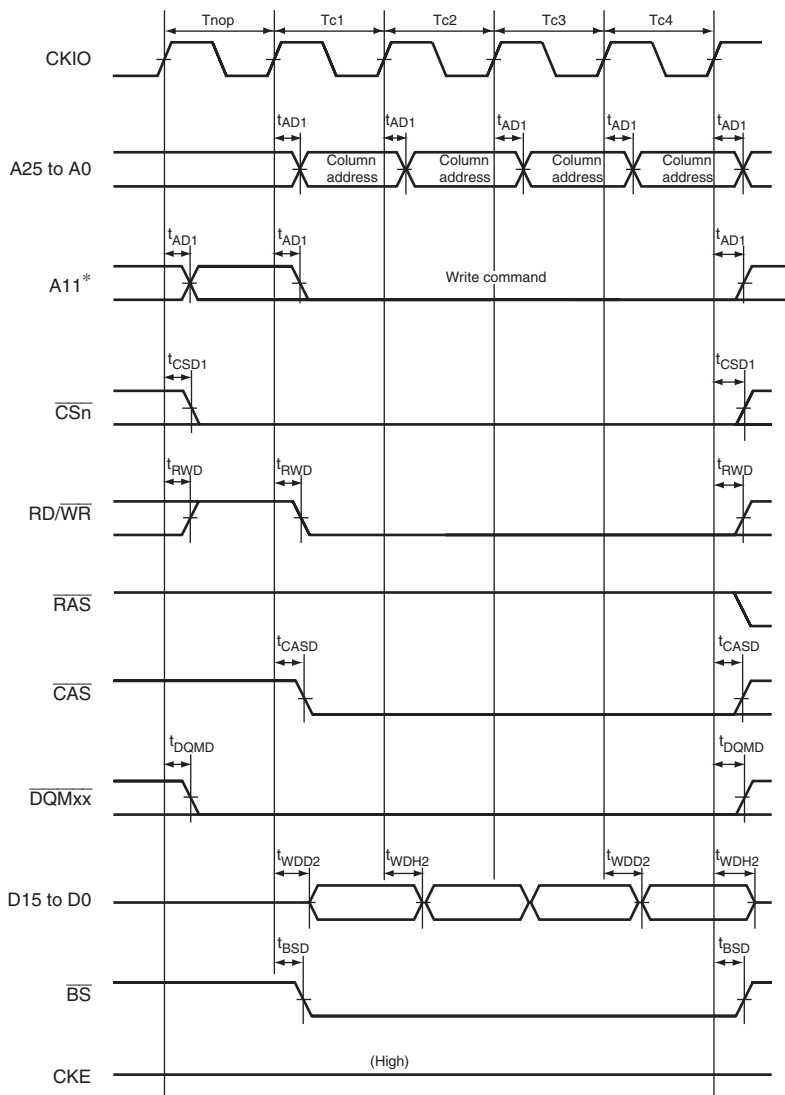 Tnop Tc1 Tc2 Tc3 Tc4
CKIO
tAD1 tAD1 tAD1 tAD1 tAD1
A25 to A0
Column address Column address Column address Column address
tAD1 tAD1 tAD1
A11*
Write command
tCSD1 tCSD1
CSn
tRWD tRWD tRWD
RD/WR
RAS
tCASD tCASD
CAS
tDQMD tDQMD
DQMxx
tWDD2 tWDH2 tWDD2 tWDH2
D15 to D0
tBSD tBSD
BS
(High)
CKE